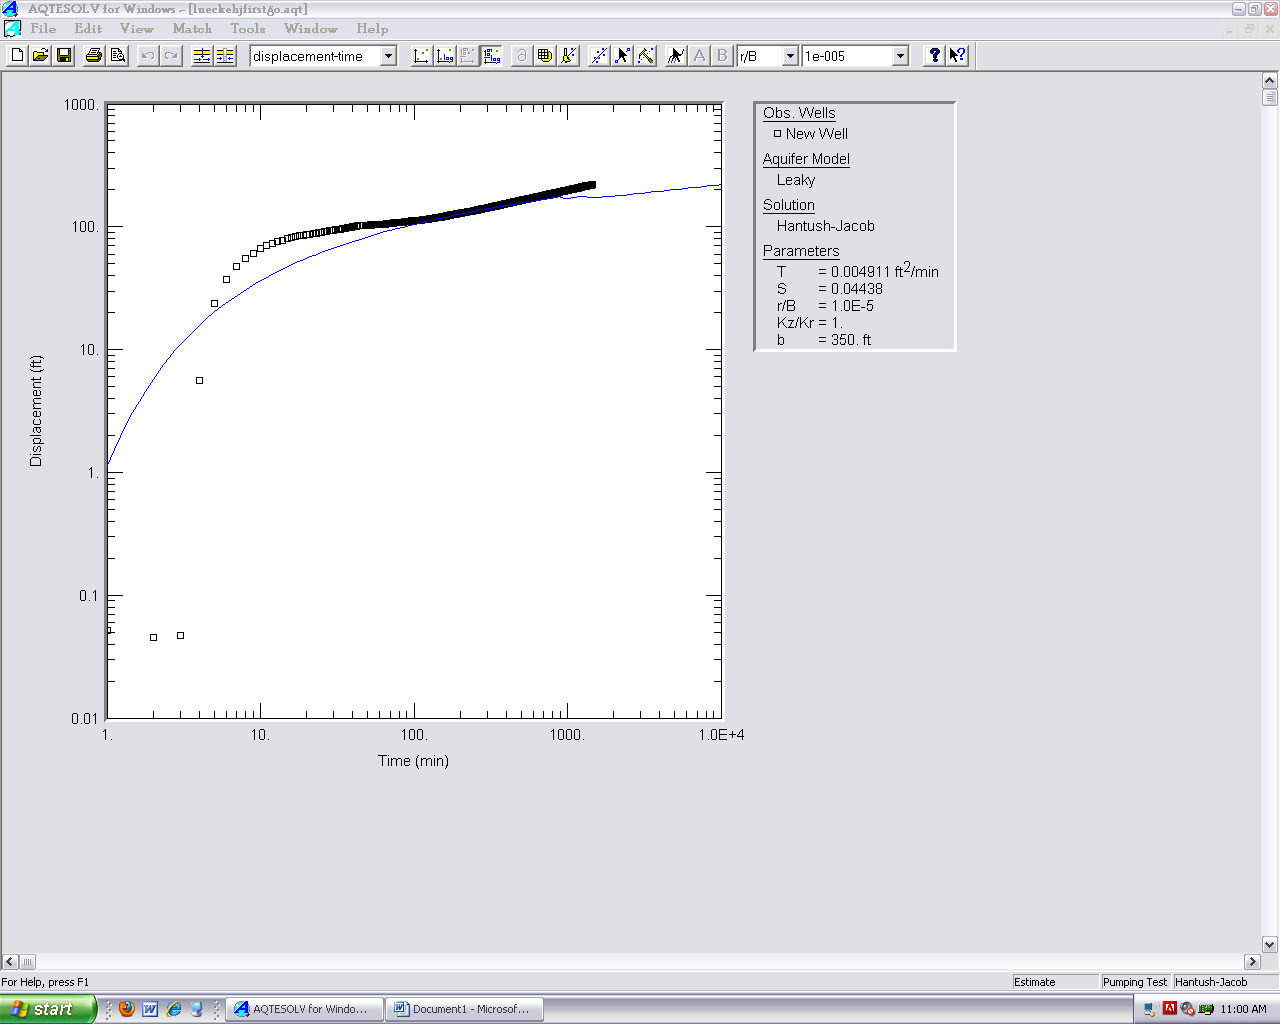 AQTESOLV for Windows - [1neckehjfirstgo.aqt]
File Edit View Match Tools Window Help
displacement-time
log
log
a
A
B
r/B
1e-005
?
?
Obs. Wells
New Well
Aquifer Model
Leaky
Solution
Hantush-Jacob
Parameters
T = 0.004911 ft2/min
S = 0.04438
r/B = 1.0E-5
Kz/Kr = 1.
b = 350. ft
1000.
100.
10.
1.
0.1
0.01
Displacement (ft)
1. 10. 100. 1000. 1.0E+4
Time (min)
For Help, press F1
Estimate
Pumping Test
Hantush-Jacob
start
AQTESOLV for Windo...
Document1 - Microsof...
11:00 AM